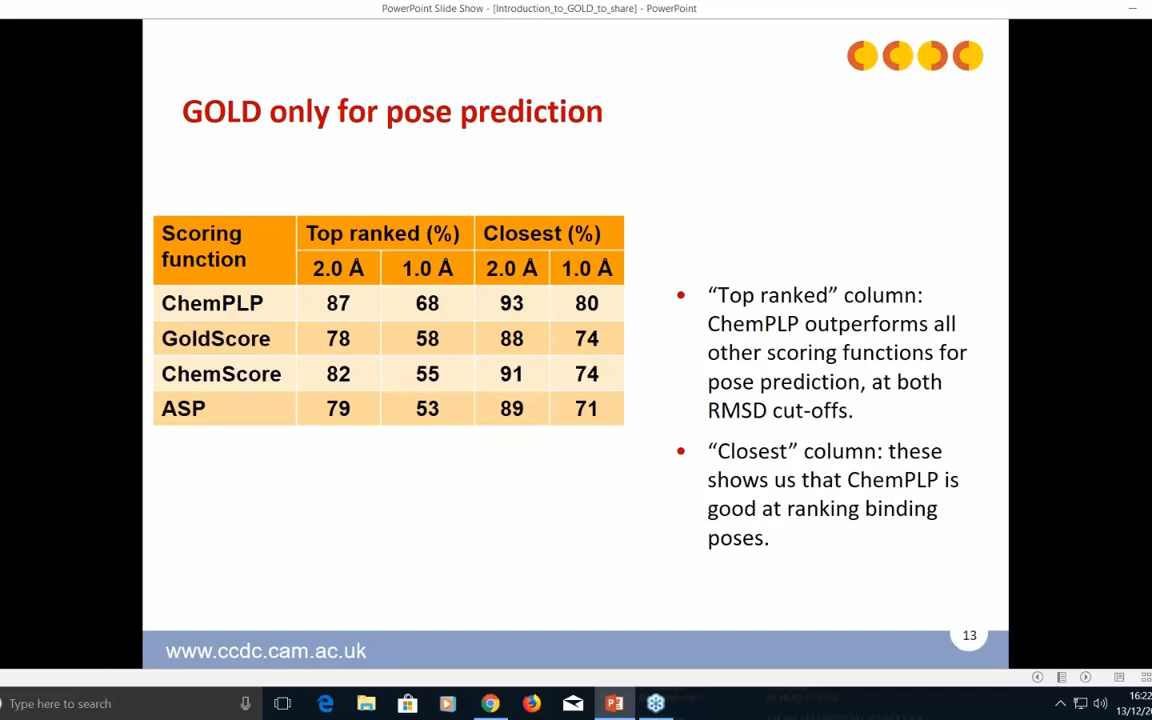 PowerPoint Slide Show - [Introduction_to_GOLD_to_share] - PowerPoint
GOLD only for pose prediction
Scoring function Top ranked (%) Closest (%)
2.0 Å 1.0 Å 2.0 Å 1.0 Å
ChemPLP 87 68 93 80
GoldScore 78 58 88 74
ChemScore 82 55 91 74
ASP 79 53 89 71
• “Top ranked” column:
ChemPLP outperforms all
other scoring functions for
pose prediction, at both
RMSD cut-offs.
• “Closest” column: these
shows us that ChemPLP is
good at ranking binding
poses.
www.ccdc.cam.ac.uk
13
Type here to search
16:22